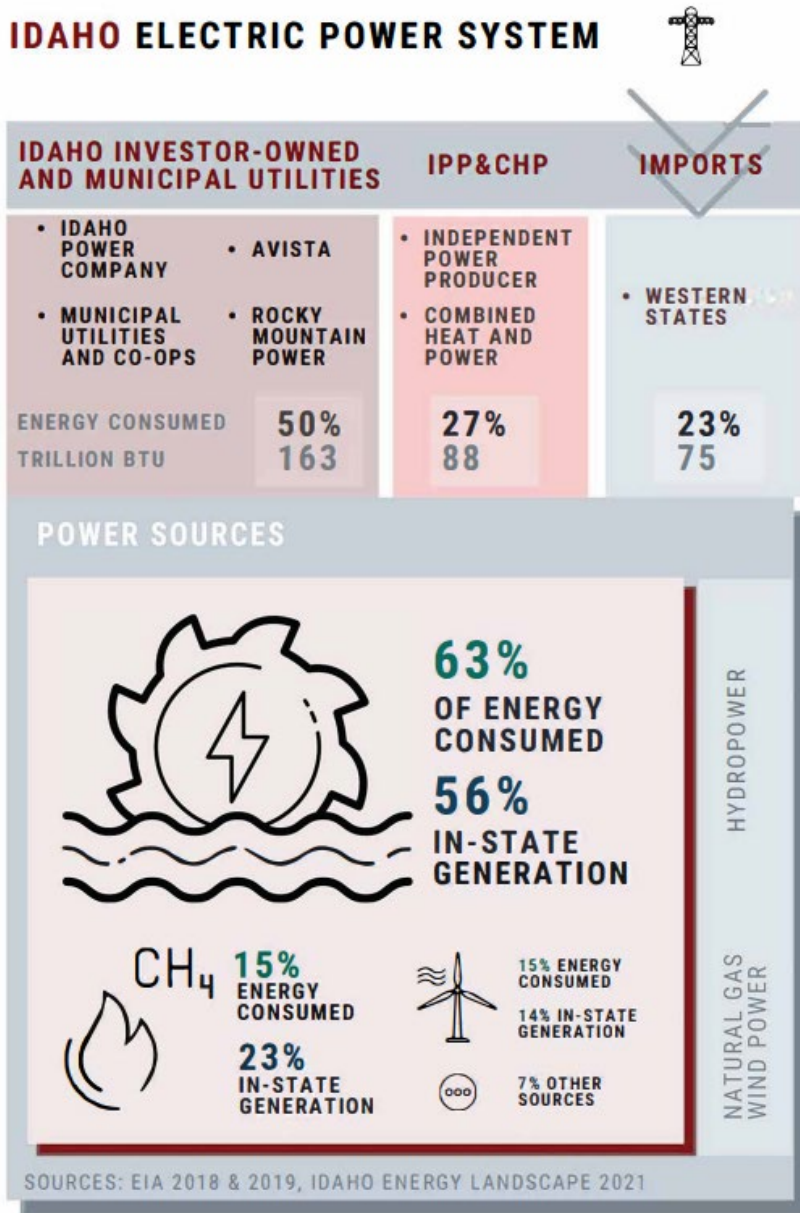 IDAHO ELECTRIC POWER SYSTEM
IDAHO INVESTOR-OWNED
AND MUNICIPAL UTILITIES
IPP&CHP
IMPORTS
• IDAHO
POWER
COMPANY
• AVISTA
• MUNICIPAL
UTILITIES
AND CO-OPS
• ROCKY
MOUNTAIN
POWER
• INDEPENDENT
POWER
PRODUCER
• COMBINED
HEAT AND
POWER
• WESTERN
STATES
ENERGY CONSUMED 50% 27% 23%
TRILLION BTU 163 88 75
POWER SOURCES
63%
OF ENERGY
CONSUMED
56%
IN-STATE
GENERATION
HYDROPOWER
CH4
15%
ENERGY
CONSUMED
23%
IN-STATE
GENERATION
15% ENERGY
CONSUMED
14% IN-STATE
GENERATION
7% OTHER
SOURCES
NATURAL GAS
WIND POWER
SOURCES: EIA 2018 & 2019, IDAHO ENERGY LANDSCAPE 2021